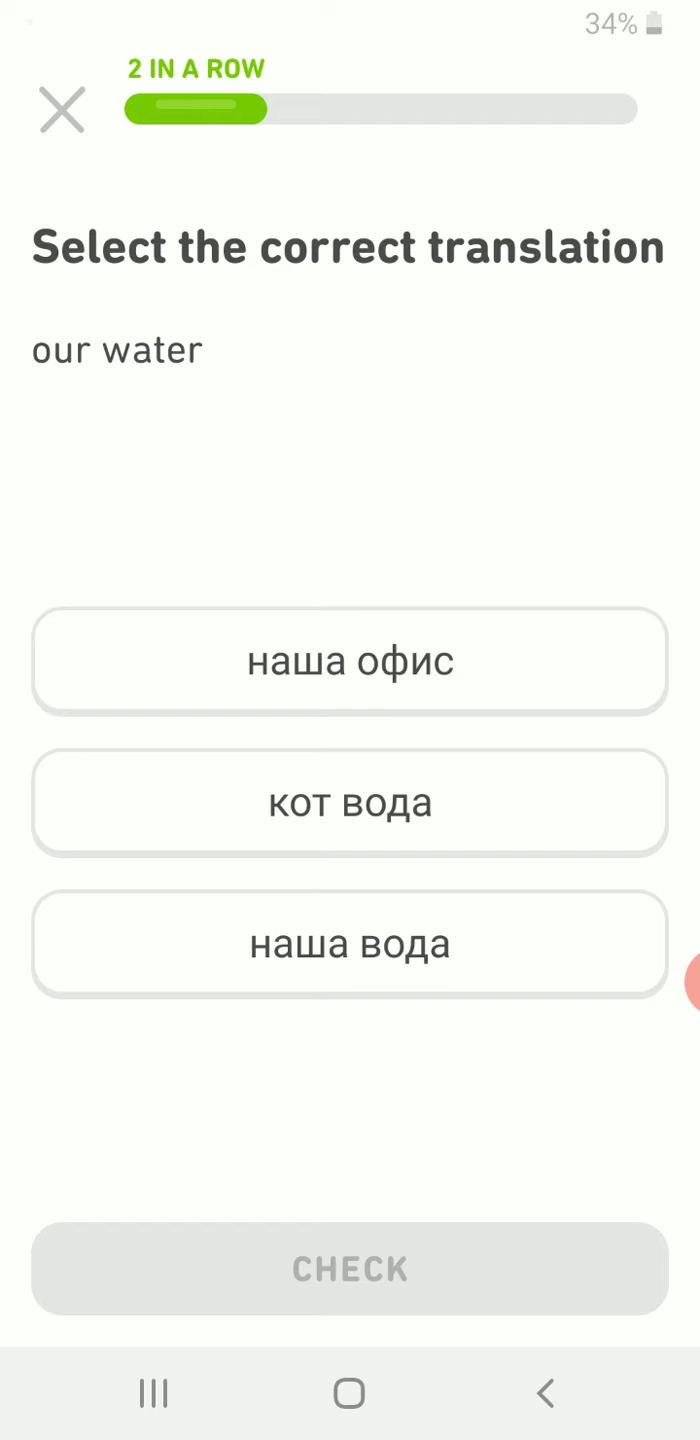 34%
2 IN A ROW
Select the correct translation
our water
наша офис
кот вода
наша вода
CHECK